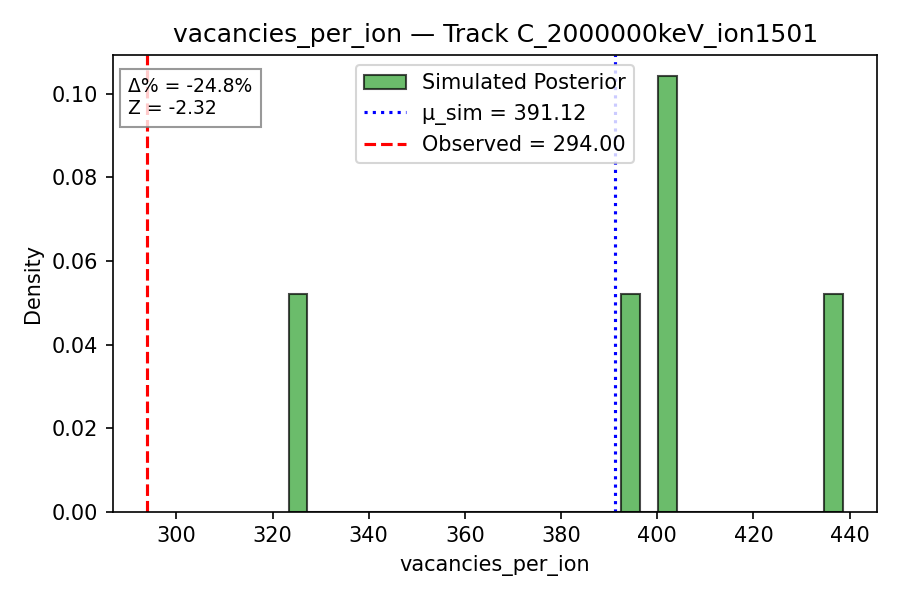 vacancies_per_ion — Track C_2000000keV_ion1501
Δ% = -24.8%
Z = -2.32
Simulated Posterior
μ_sim = 391.12
Observed = 294.00
Density
0.10
0.08
0.06
0.04
0.02
0.00
300 320 340 360 380 400 420 440
vacancies_per_ion